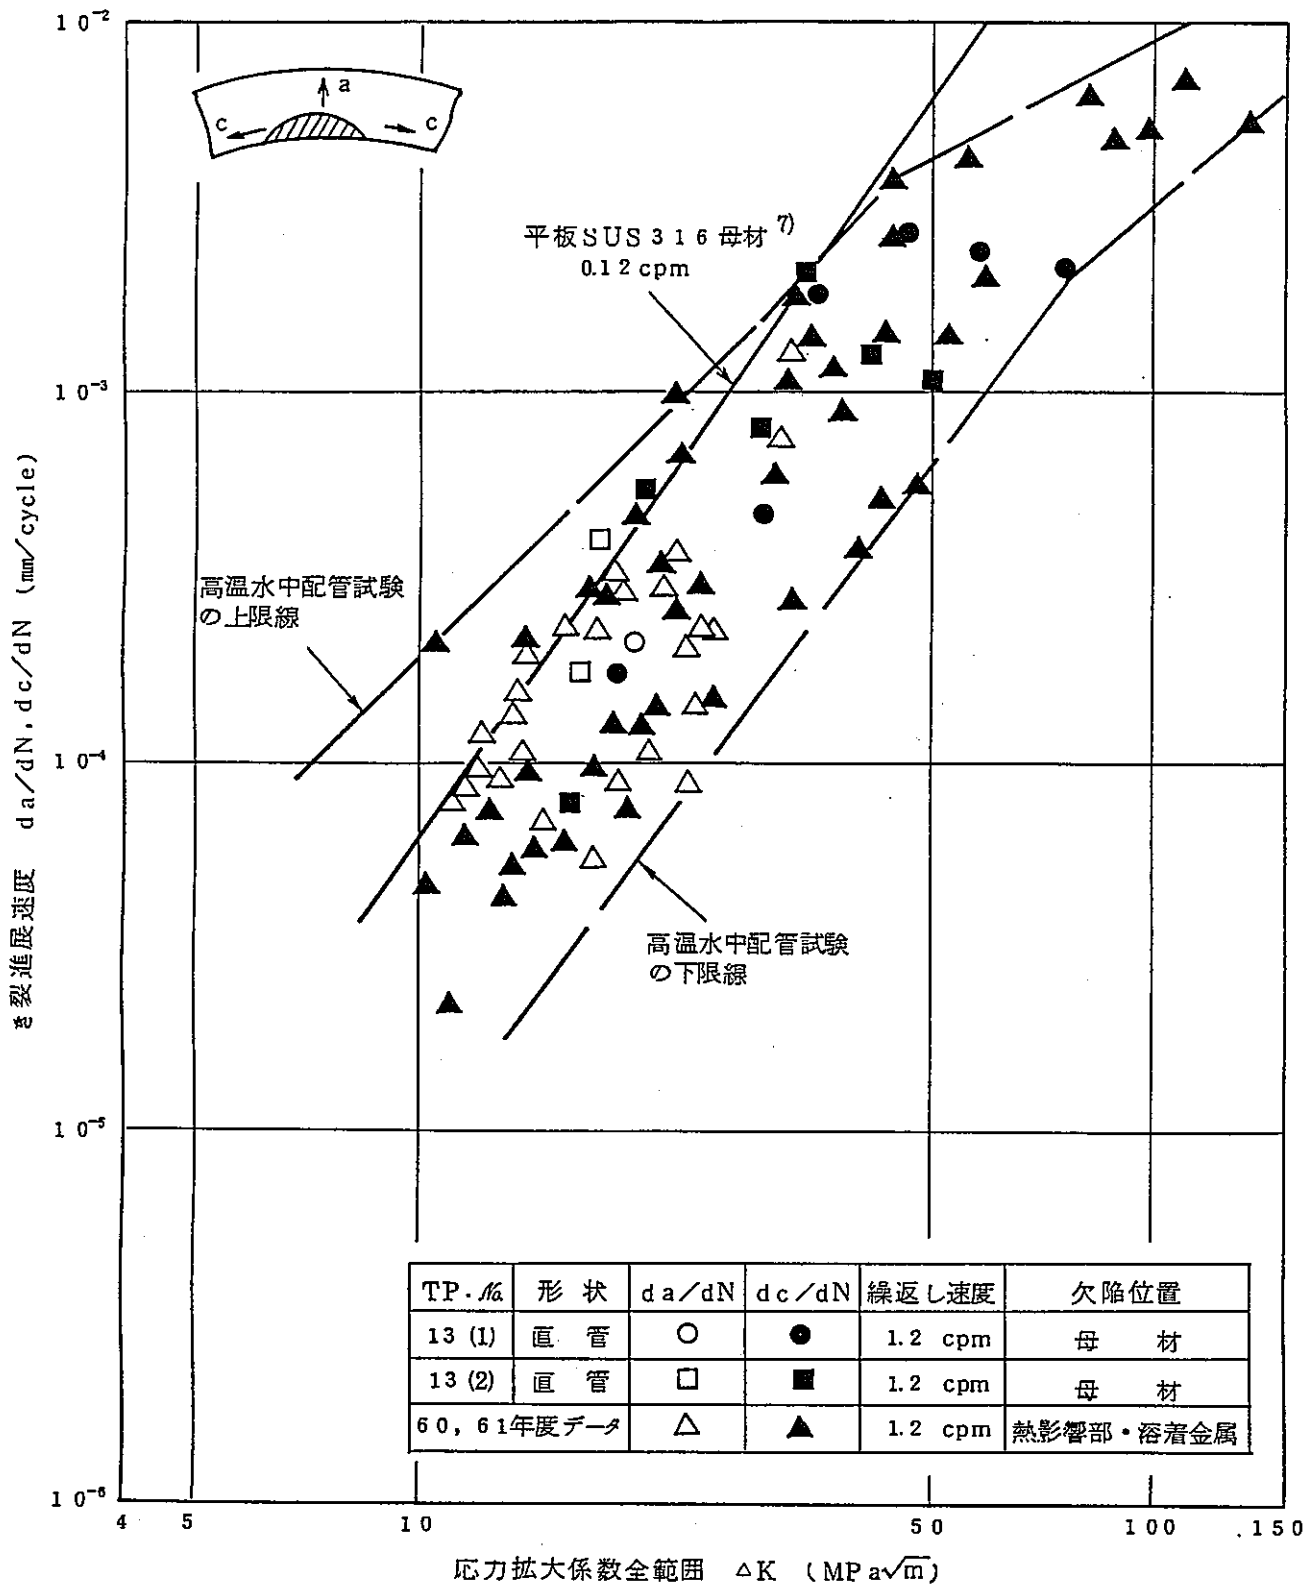 10⁻²
a
c
c
平板SUS316母材 7)
0.12cpm
10⁻³
高温水中配管試験
の上限線
10⁻⁴
高温水中配管試験
の下限線
10⁻⁵
10⁻⁶
き裂進展速度 da/dN, dc/dN (mm/cycle)
TP.No. 形状 da/dN dc/dN 繰返し速度 欠陥位置
13(1) 直管 ○ ● 1.2 cpm 母材
13(2) 直管 □ ■ 1.2 cpm 母材
60, 61年度データ △ ▲ 1.2 cpm 熱影響部・溶着金属
4 5 10 50 100 150
応力拡大係数全範囲 △K (MPa√m)